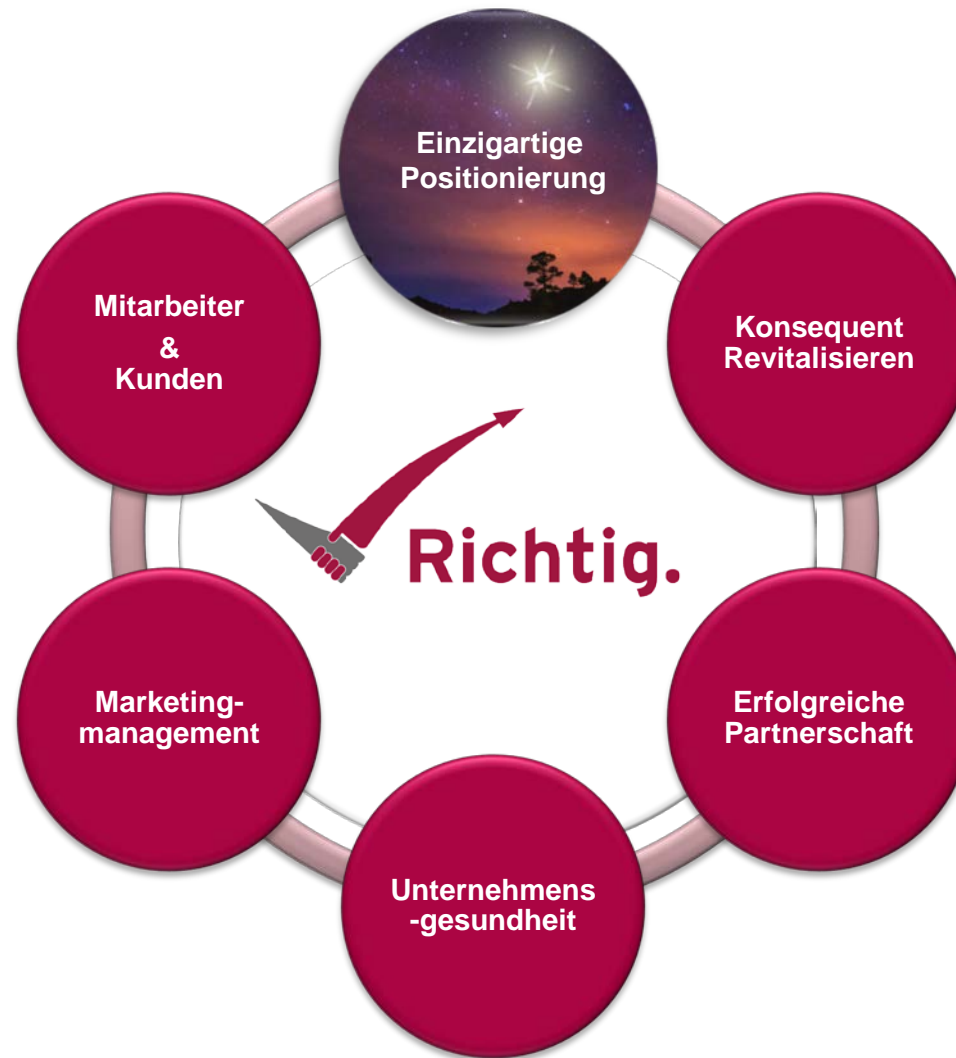 Einzigartige
Positionierung
Konsequent
Revitalisieren
Erfolgreiche
Partnerschaft
Unternehmens
-gesundheit
Marketing-
management
Mitarbeiter
&
Kunden
Richtig.